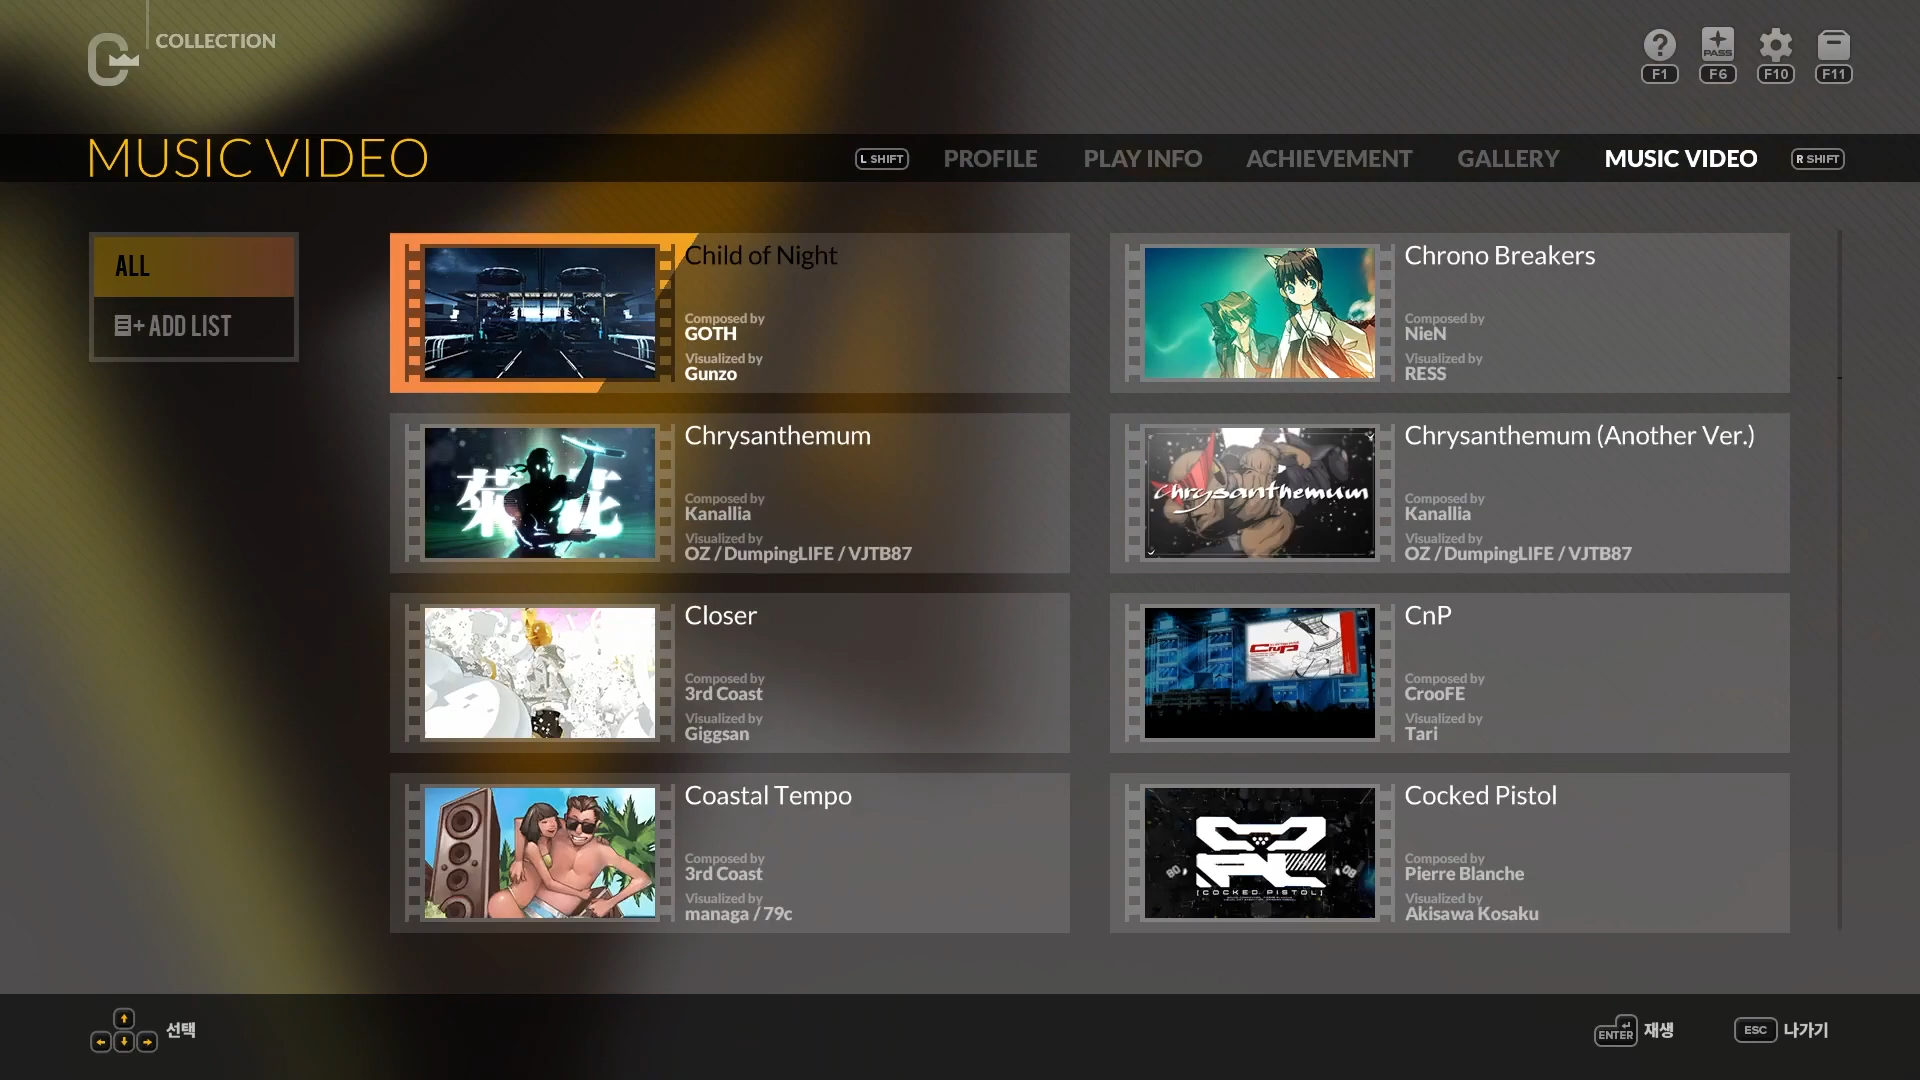 COLLECTION
PASS
F1
F6
F10
F11
MUSIC VIDEO
L SHIFT
PROFILE
PLAY INFO
ACHIEVEMENT
GALLERY
MUSIC VIDEO
R SHIFT
ALL
ADD LIST
Child of Night
Composed by
GOTH
Visualized by
Gunzo
Chrono Breakers
Composed by
NieN
Visualized by
RESS
菊花
Chrysanthemum
Composed by
Kanallia
Visualized by
OZ / DumpingLIFE / VJTB87
Chrysanthemum
Chrysanthemum (Another Ver.)
Composed by
Kanallia
Visualized by
OZ / DumpingLIFE / VJTB87
Closer
Composed by
3rd Coast
Visualized by
Giggsan
CnP
CnP
Composed by
CrooFE
Visualized by
Tari
Coastal Tempo
Composed by
3rd Coast
Visualized by
managa / 79c
[COCKED PISTOL]
Cocked Pistol
Composed by
Pierre Blanche
Visualized by
Akisawa Kosaku
선택
ENTER 재생
ESC 나가기